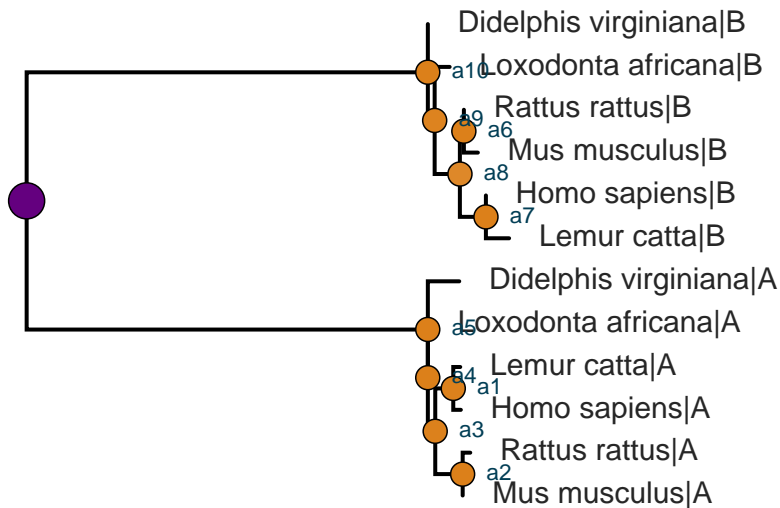 Didelphis virginiana|B
a10
Loxodonta africana|B
Rattus rattus|B
a9
a6
Mus musculus|B
a8
Homo sapiens|B
a7
Lemur catta|B
Didelphis virginiana|A
a5
Loxodonta africana|A
Lemur catta|A
a4
a1
Homo sapiens|A
a3
Rattus rattus|A
a2
Mus musculus|A